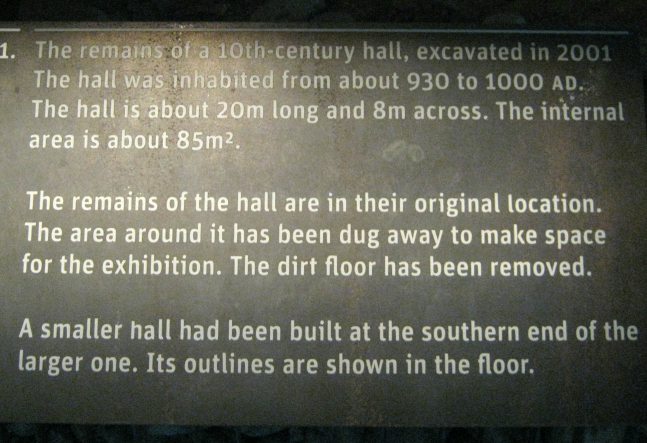 1. The remains of a 10th-century hall, excavated in 2001
The hall was inhabited from about 930 to 1000 AD.
The hall is about 20m long and 8m across. The internal
area is about 85m².
The remains of the hall are in their original location.
The area around it has been dug away to make space
for the exhibition. The dirt floor has been removed.
A smaller hall had been built at the southern end of the
larger one. Its outlines are shown in the floor.